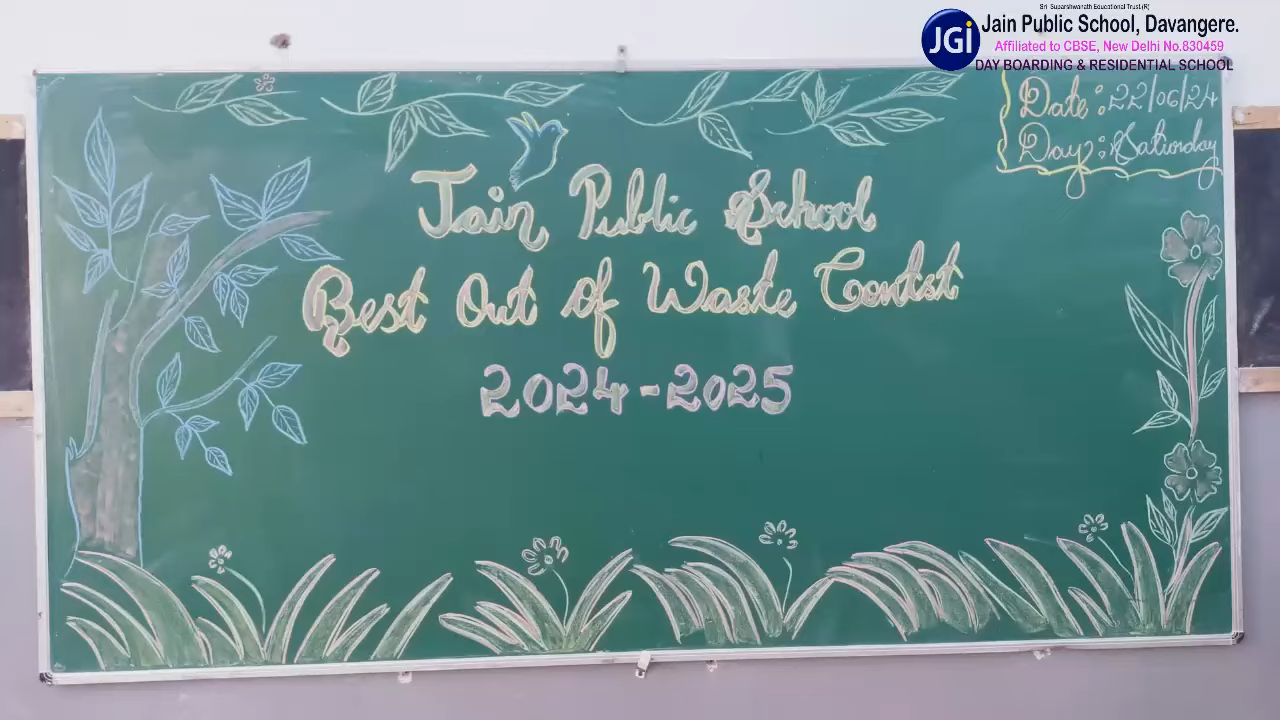 Sri Suparshwanath Educational Trust (R)
JGi
Jain Public School, Davangere.
Affiliated to CBSE, New Delhi No.830459
DAY BOARDING & RESIDENTIAL SCHOOL
Date : 22/06/24
Day : Saturday
Jain Public School
Best Out of Waste Contst
2024-2025